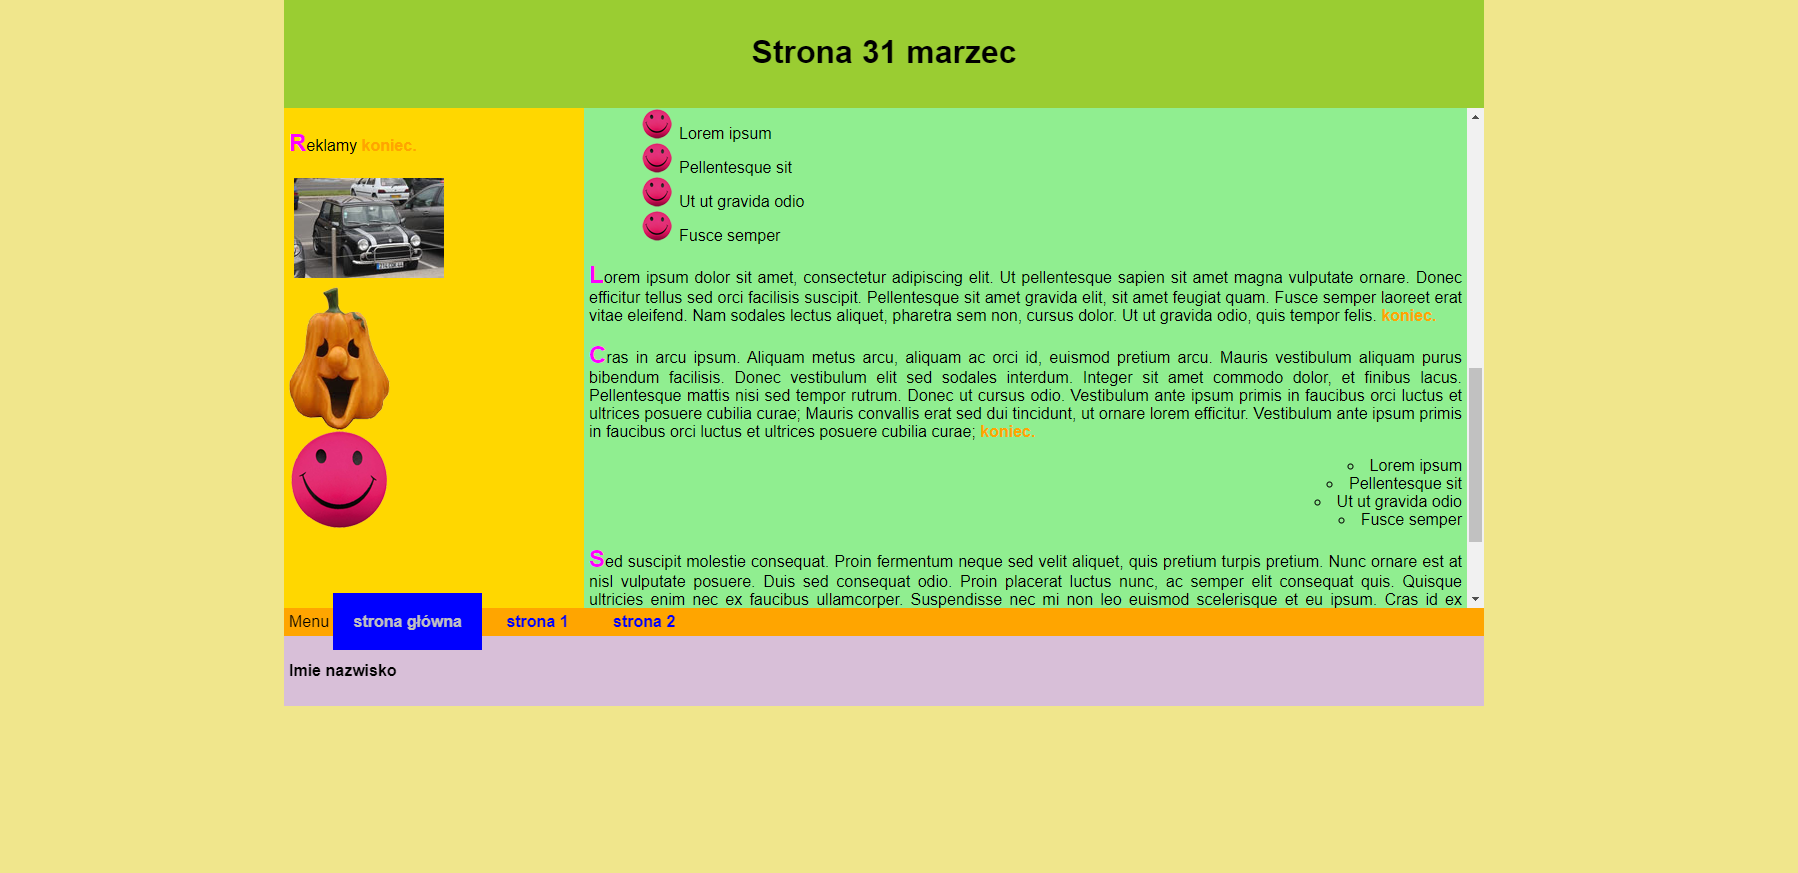 Strona 31 marzec
Reklamy koniec.
Lorem ipsum
Pellentesque sit
Ut ut gravida odio
Fusce semper
Lorem ipsum dolor sit amet, consectetur adipiscing elit. Ut pellentesque sapien sit amet magna vulputate ornare. Donec
efficitur tellus sed orci facilisis suscipit. Pellentesque sit amet gravida elit, sit amet feugiat quam. Fusce semper laoreet erat
vitae eleifend. Nam sodales lectus aliquet, pharetra sem non, cursus dolor. Ut ut gravida odio, quis tempor felis. koniec.
Cras in arcu ipsum. Aliquam metus arcu, aliquam ac orci id, euismod pretium arcu. Mauris vestibulum aliquam purus
bibendum facilisis. Donec vestibulum elit sed sodales interdum. Integer sit amet commodo dolor, et finibus lacus.
Pellentesque mattis nisi sed tempor rutrum. Donec ut cursus odio. Vestibulum ante ipsum primis in faucibus orci luctus et
ultrices posuere cubilia curae; Mauris convallis erat sed dui tincidunt, ut ornare lorem efficitur. Vestibulum ante ipsum primis
in faucibus orci luctus et ultrices posuere cubilia curae; koniec.
Lorem ipsum
Pellentesque sit
Ut ut gravida odio
Fusce semper
Sed suscipit molestie consequat. Proin fermentum neque sed velit aliquet, quis pretium turpis pretium. Nunc ornare est at
nisl vulputate posuere. Duis sed consequat odio. Proin placerat luctus nunc, ac semper elit consequat quis. Quisque
ultricies enim nec ex faucibus ullamcorper. Suspendisse nec mi non leo euismod scelerisque et eu ipsum. Cras id ex
Menu strona główna strona 1 strona 2
Imie nazwisko